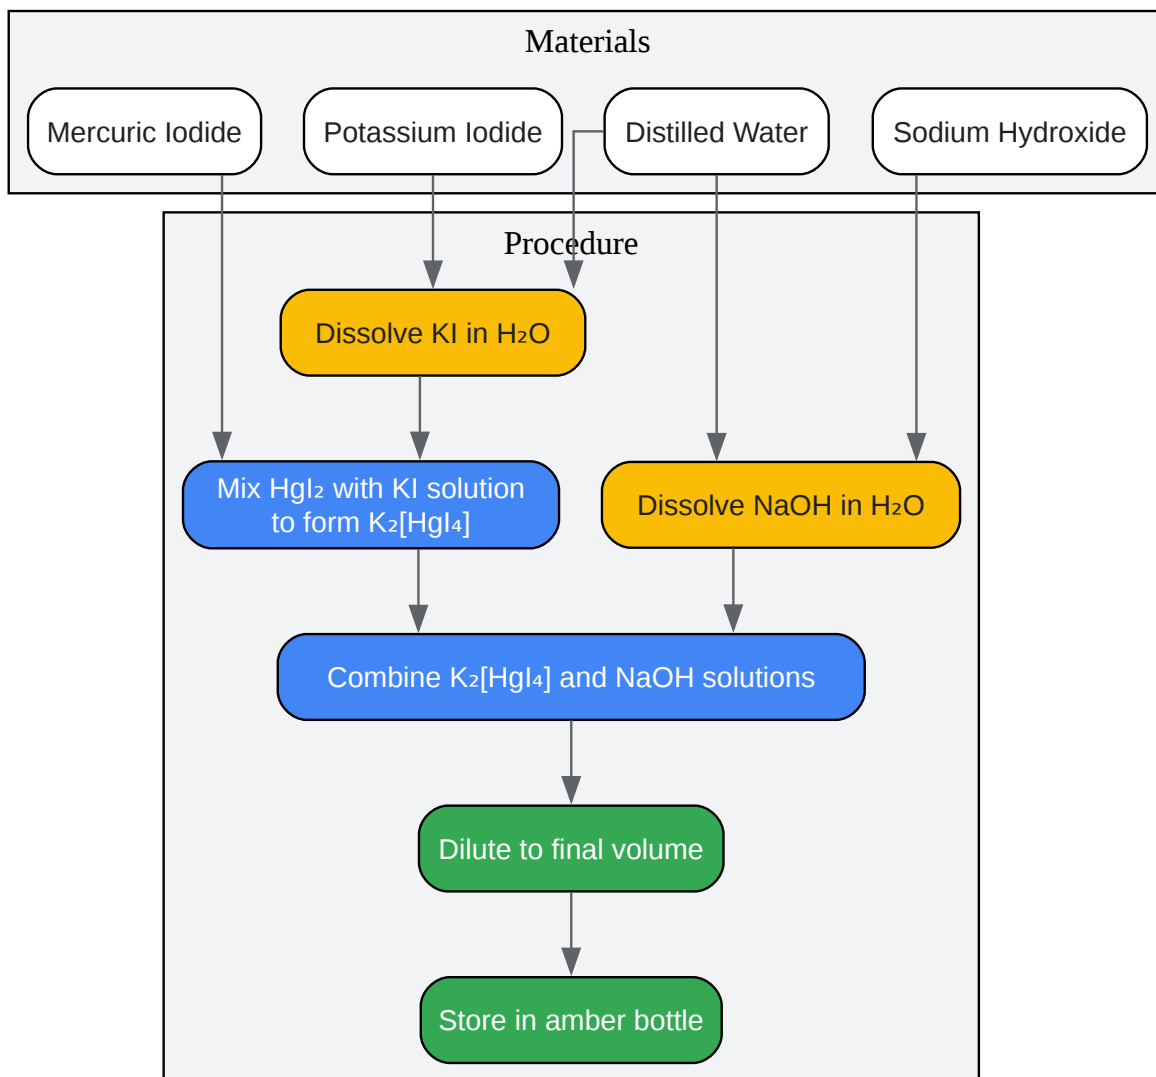 Materials
Mercuric Iodide
Potassium Iodide
Distilled Water
Sodium Hydroxide
Procedure
Dissolve KI in H₂O
Mix HgI₂ with KI solution
to form K₂[HgI₄]
Dissolve NaOH in H₂O
Combine K₂[HgI₄] and NaOH solutions
Dilute to final volume
Store in amber bottle